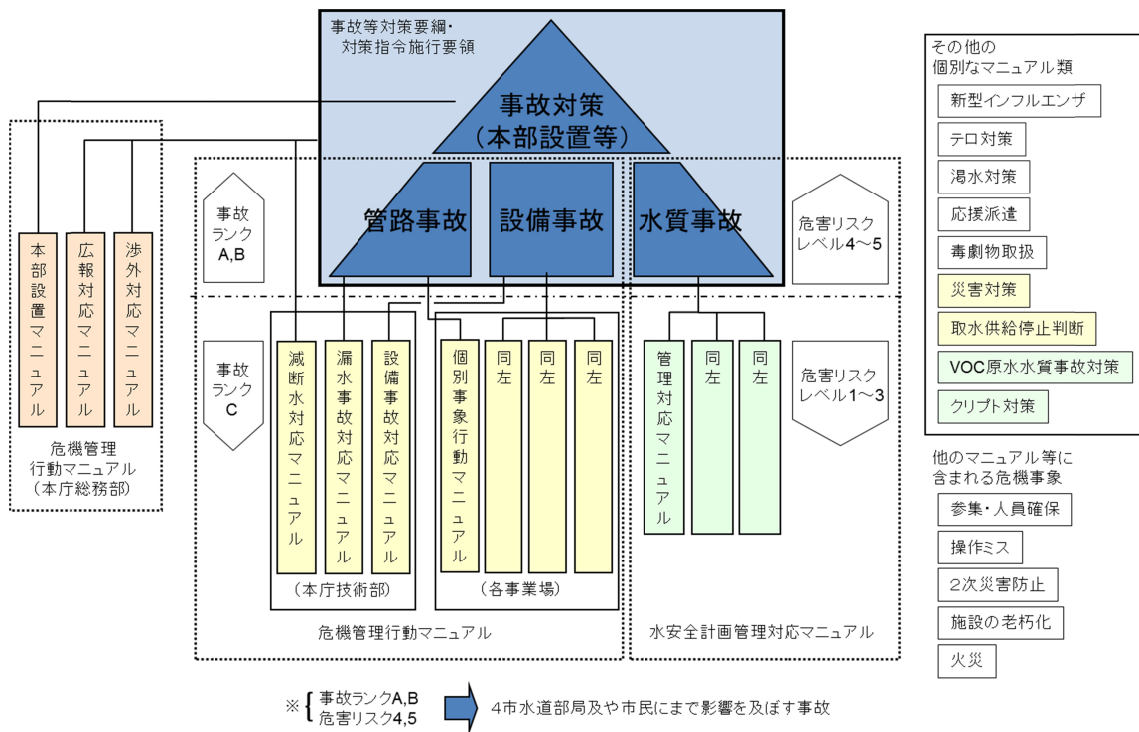 事故等対策要綱・
対策指令施行要領
事故対策
(本部設置等)
管路事故
設備事故
水質事故
事故
ランク
A,B
危害リスク
レベル4～5
事故
ランク
C
危害リスク
レベル1～3
本部設置マニュアル
広報対応マニュアル
渉外対応マニュアル
危機管理
行動マニュアル
(本庁総務部)
減断水対応マニュアル
漏水事故対応マニュアル
設備事故対応マニュアル
(本庁技術部)
個別事象行動マニュアル
同左
同左
同左
(各事業場)
危機管理行動マニュアル
管理対応マニュアル
同左
同左
水安全計画管理対応マニュアル
その他の
個別なマニュアル類
新型インフルエンザ
テロ対策
渇水対策
応援派遣
毒劇物取扱
災害対策
取水供給停止判断
VOC原水水質事故対策
クリプト対策
他のマニュアル等に
含まれる危機事象
参集・人員確保
操作ミス
2次災害防止
施設の老朽化
火災
※ { 事故ランクA,B
危害リスク4,5
4市水道部局及や市民にまで影響を及ぼす事故